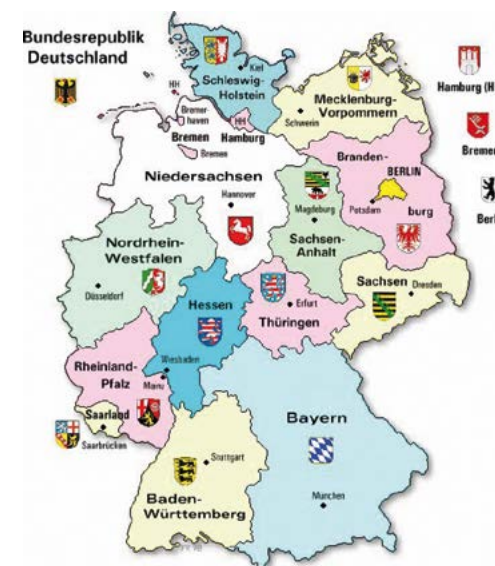 Bundesrepublik
Deutschland
Kiel
Schleswig-
Holstein
HH
Mecklenburg-
Vorpommern
Schwerin
Hamburg (H
Bremer-
haven
Bremen
Bremen
HH
Hamburg
Bremen
Branden-
BERLIN
Potsdam
burg
Berl
Niedersachsen
Hannover
Magdeburg
Sachsen-
Anhalt
Nordrhein-
Westfalen
Düsseldorf
Hessen
Wiesbaden
Erfurt
Thüringen
Sachsen
Dresden
Rheinland-
Pfalz
Mainz
Saarland
Saarbrücken
Bayern
München
Stuttgart
Baden-
Württemberg